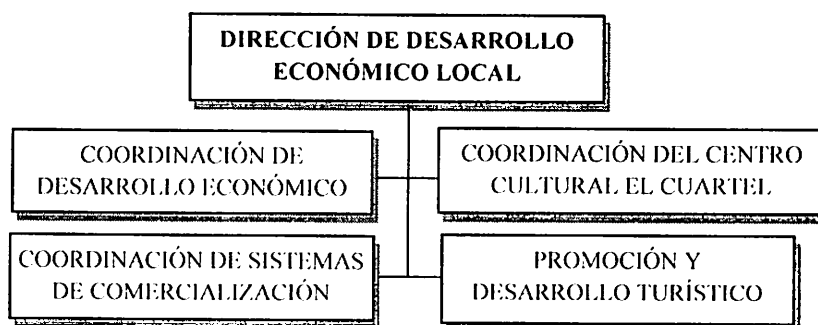 DIRECCIÓN DE DESARROLLO
ECONÓMICO LOCAL
COORDINACIÓN DE
DESARROLLO ECONÓMICO
COORDINACIÓN DEL CENTRO
CULTURAL EL CUARTEL
COORDINACIÓN DE SISTEMAS
DE COMERCIALIZACIÓN
PROMOCIÓN Y
DESARROLLO TURÍSTICO